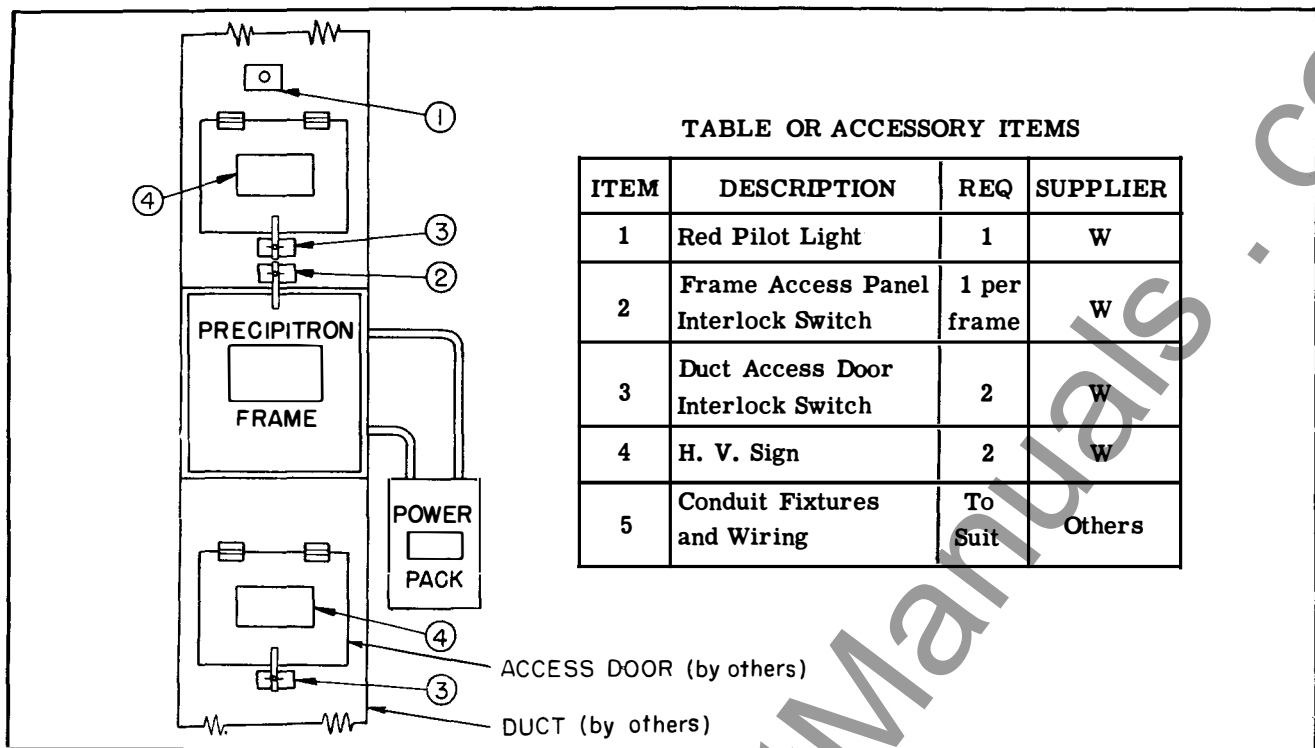 ①
④
③
②
PRECIPITRON
FRAME
POWER
PACK
④
ACCESS DOOR (by others)
③
DUCT (by others)
TABLE OR ACCESSORY ITEMS
ITEM DESCRIPTION REQ SUPPLIER
1 Red Pilot Light 1 W
2 Frame Access Panel Interlock Switch 1 per frame W
3 Duct Access Door Interlock Switch 2 W
4 H. V. Sign 2 W
5 Conduit Fixtures and Wiring To Suit Others
Manuals . c